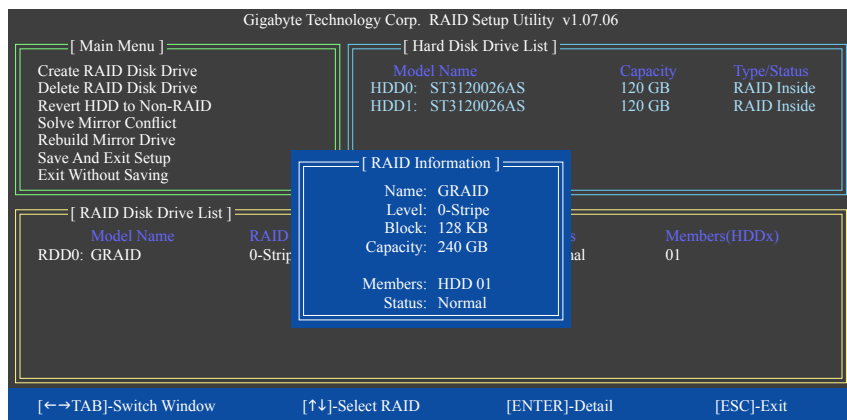 Gigabyte Technology Corp. RAID Setup Utility v1.07.06
[ Main Menu ]
Create RAID Disk Drive
Delete RAID Disk Drive
Revert HDD to Non-RAID
Solve Mirror Conflict
Rebuild Mirror Drive
Save And Exit Setup
Exit Without Saving
[ Hard Disk Drive List ]
Model Name Capacity Type/Status
HDD0: ST3120026AS 120 GB RAID Inside
HDD1: ST3120026AS 120 GB RAID Inside
[ RAID Information ]
Name: GRAID
Level: 0-Stripe
Block: 128 KB
Capacity: 240 GB
Members: HDD 01
Status: Normal
[ RAID Disk Drive List ]
Model Name RAID Members(HDDx)
RDD0: GRAID 01
[←→TAB]-Switch Window [↑↓]-Select RAID [ENTER]-Detail [ESC]-Exit